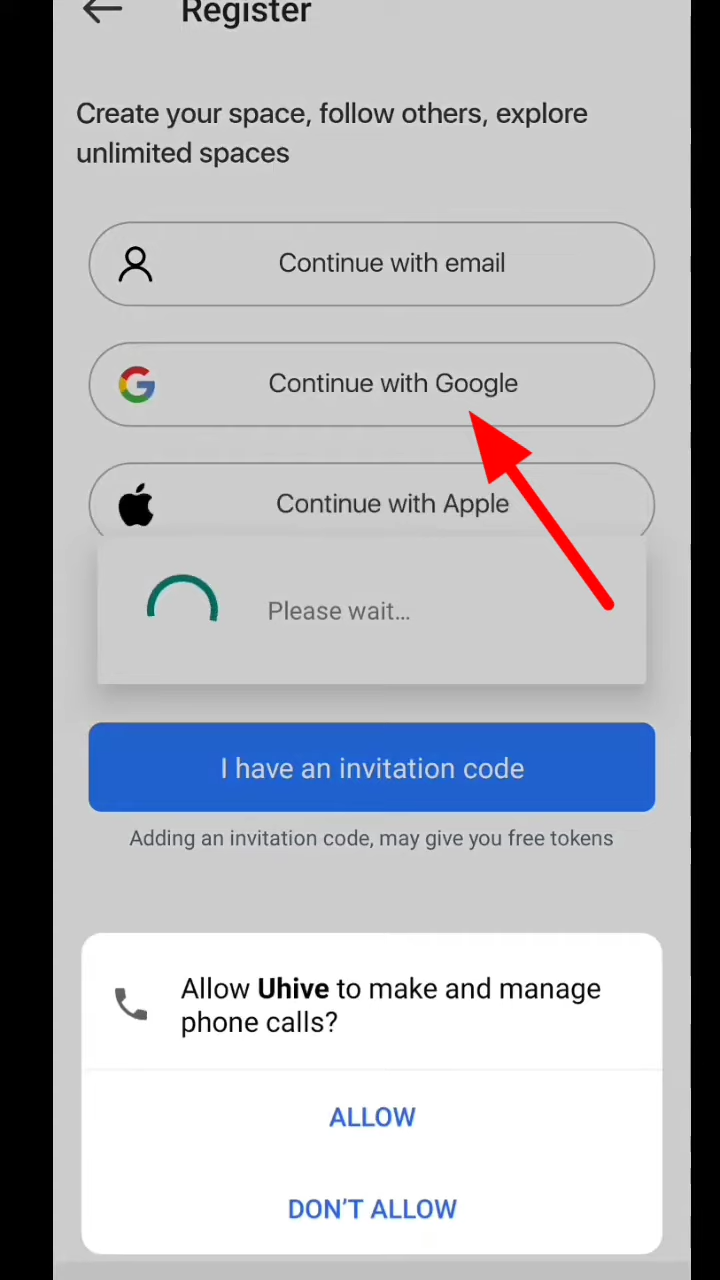 Register
Create your space, follow others, explore
unlimited spaces
Continue with email
Continue with Google
Continue with Apple
Please wait...
I have an invitation code
Adding an invitation code, may give you free tokens
Allow Uhive to make and manage
phone calls?
ALLOW
DON'T ALLOW